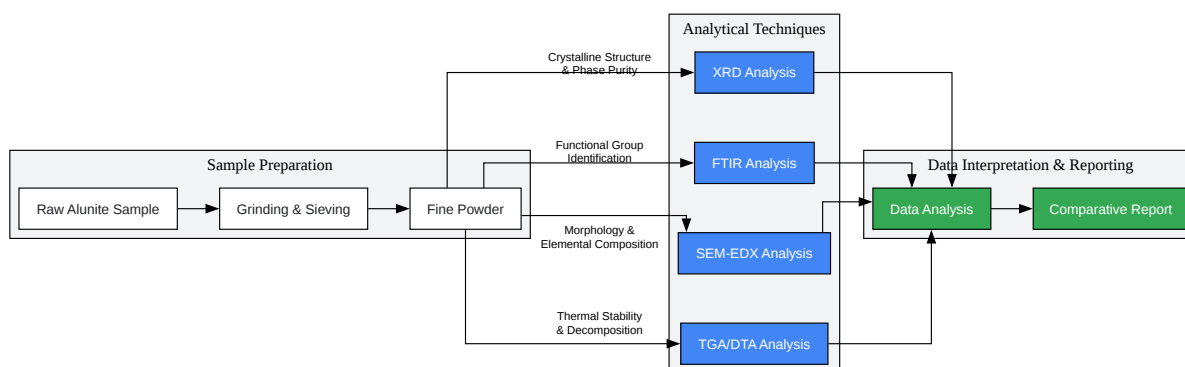 Analytical Techniques
Crystalline Structure
& Phase Purity
XRD Analysis
Functional Group
Identification
FTIR Analysis
Sample Preparation
Data Interpretation & Reporting
Raw Alunite Sample
Grinding & Sieving
Fine Powder
Data Analysis
Comparative Report
Morphology &
Elemental Composition
SEM-EDX Analysis
Thermal Stability
& Decomposition
TGA/DTA Analysis